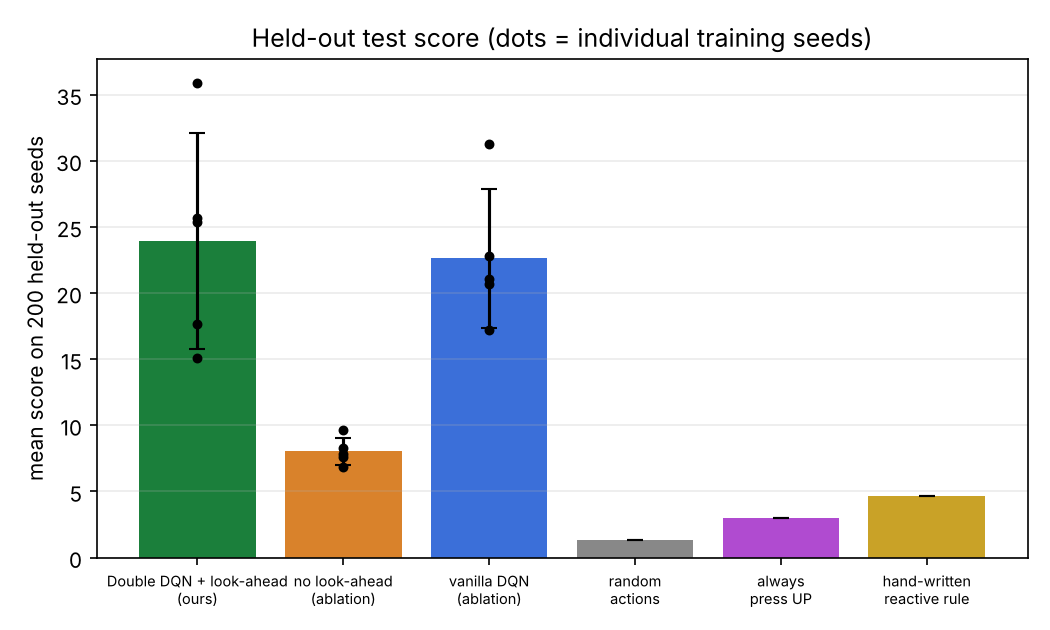 Held-out test score (dots = individual training seeds)
mean score on 200 held-out seeds
35
30
25
20
15
10
5
0
Double DQN + look-ahead
(ours)
no look-ahead
(ablation)
vanilla DQN
(ablation)
random
actions
always
press UP
hand-written
reactive rule